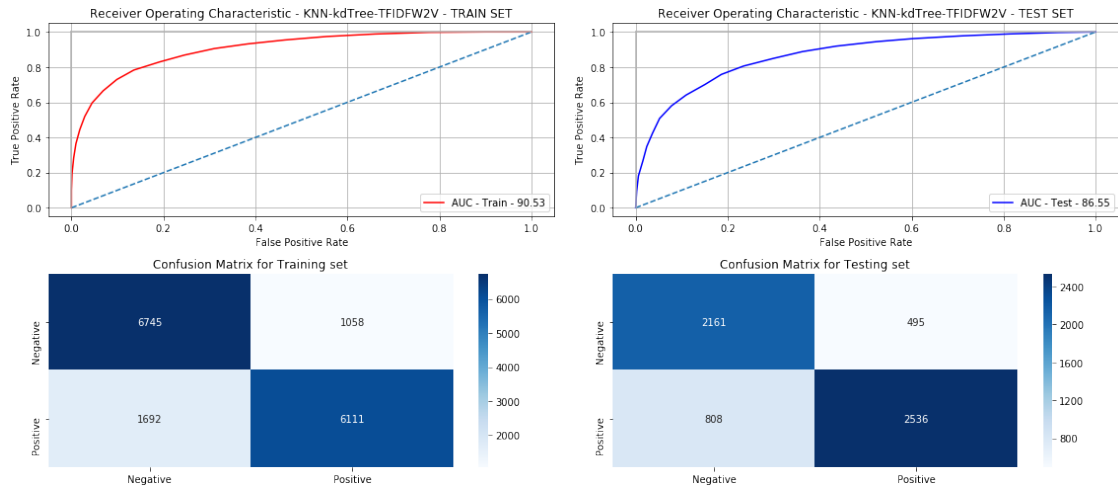 Receiver Operating Characteristic - KNN-kdTree-TFIDFW2V - TRAIN SET
1.0
0.8
0.6
0.4
0.2
0.0
True Positive Rate
0.0 0.2 0.4 0.6 0.8 1.0
False Positive Rate
AUC - Train - 90.53
Receiver Operating Characteristic - KNN-kdTree-TFIDFW2V - TEST SET
1.0
0.8
0.6
0.4
0.2
0.0
True Positive Rate
0.0 0.2 0.4 0.6 0.8 1.0
False Positive Rate
AUC - Test - 86.55
Confusion Matrix for Training set
Negative
6745 1058
Positive
1692 6111
Negative Positive
6000
5000
4000
3000
2000
Confusion Matrix for Testing set
Negative
2161 495
Positive
808 2536
Negative Positive
2400
2000
1600
1200
800